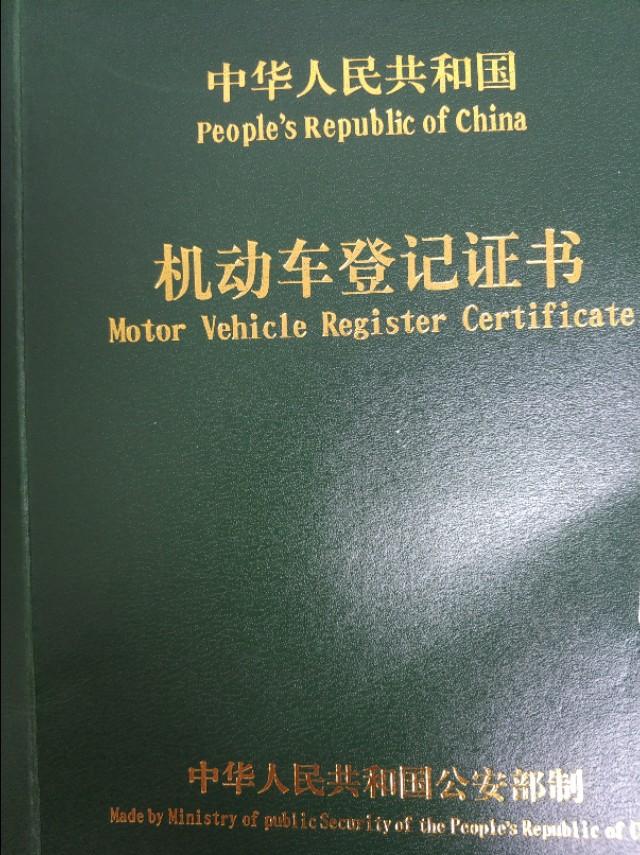 中华人民共和国
People's Republic of China
机动车登记证书
Motor Vehicle Register Certificate
中华人民共和国公安部制
Made by Ministry of public Security of the People's Republic of